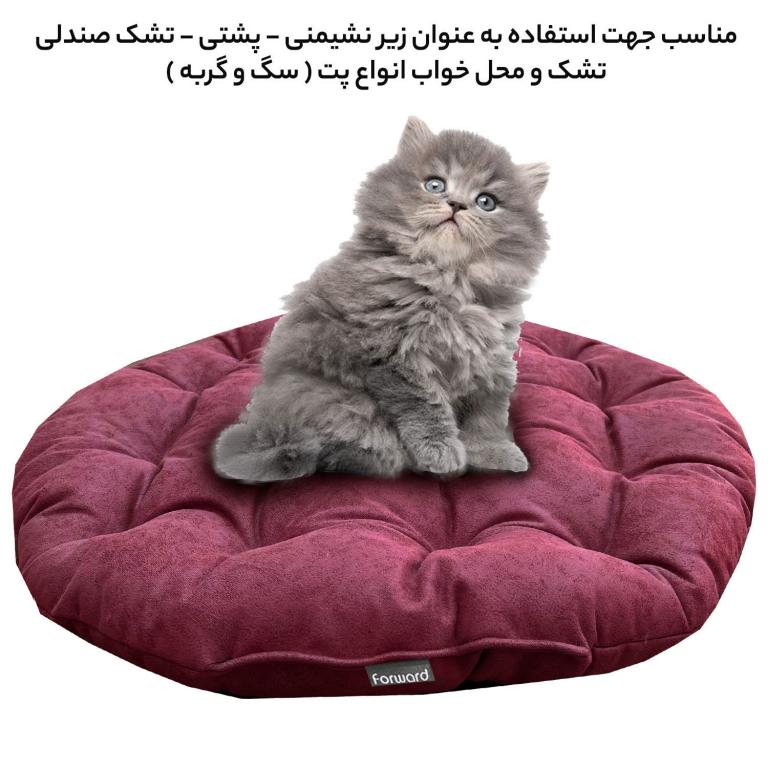 مناسب جهت استفاده به عنوان زیر نشیمنی - پشتی - تشک صندلی
تشک و محل خواب انواع پت ( سگ و گربه )
Forward